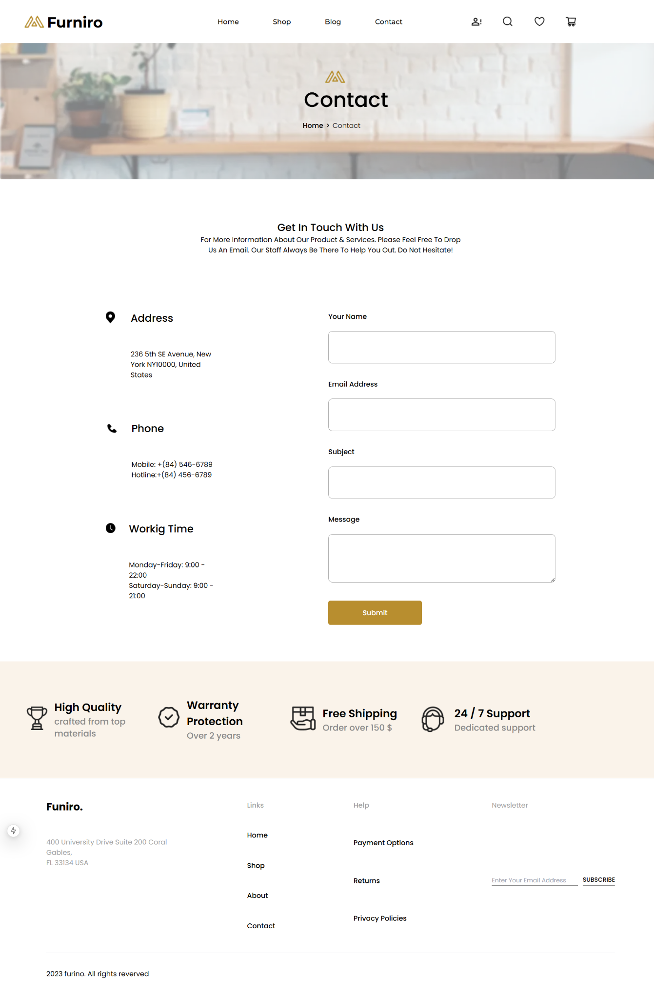 Furniro
Home
Shop
Blog
Contact
Contact
Home > Contact
Get In Touch With Us
For More Information About Our Product & Services. Please Feel Free To Drop
Us An Email. Our Staff Always Be There To Help You Out. Do Not Hesitate!
Address
236 5th SE Avenue, New
York NY10000, United
States
Phone
Mobile: +(84) 546-6789
Hotline:+(84) 456-6789
Workig Time
Monday-Friday: 9:00 -
22:00
Saturday-Sunday: 9:00 -
21:00
Your Name
Email Address
Subject
Message
Submit
High Quality
crafted from top
materials
Warranty
Protection
Over 2 years
Free Shipping
Order over 150 $
24 / 7 Support
Dedicated support
Funiro.
400 University Drive Suite 200 Coral
Gables,
FL 33134 USA
Links
Home
Shop
About
Contact
Help
Payment Options
Returns
Privacy Policies
Newsletter
Enter Your Email Address
SUBSCRIBE
2023 furino. All rights reverved